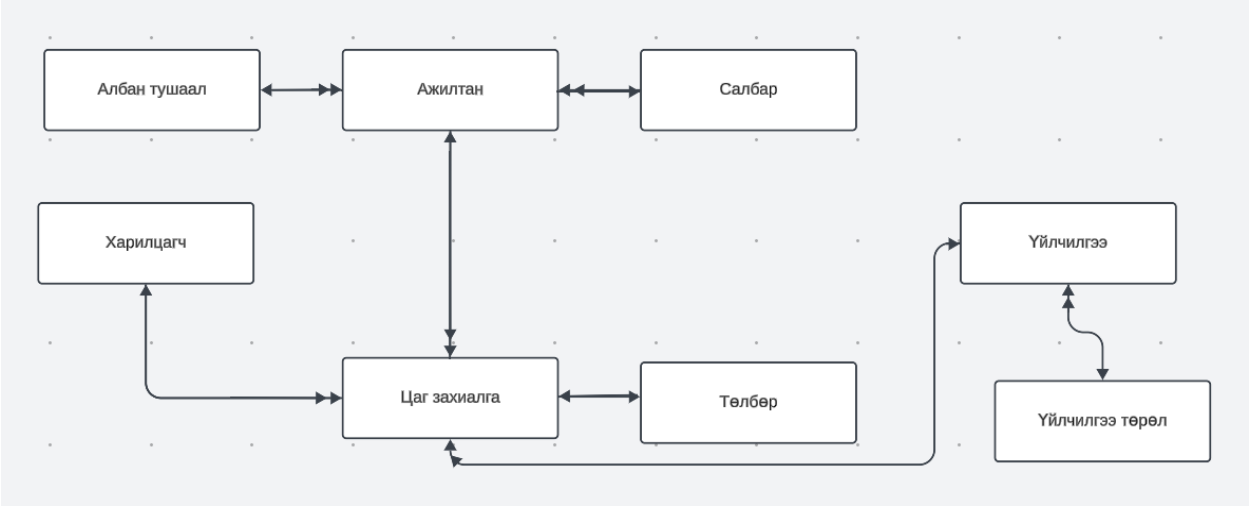 Албан тушаал
Ажилтан
Салбар
Харилцагч
Үйлчилгээ
Цаг захиалга
Төлбөр
Үйлчилгээ төрөл